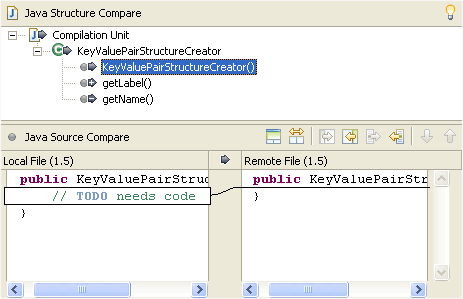 Java Structure Compare
Compilation Unit
KeyValuePairStructureCreator
KeyValuePairStructureCreator()
getLabel()
getName()
Java Source Compare
Local File (1.5)
Remote File (1.5)
public KeyValuePairStruc
// TODO needs code
}
public KeyValuePairStr
}